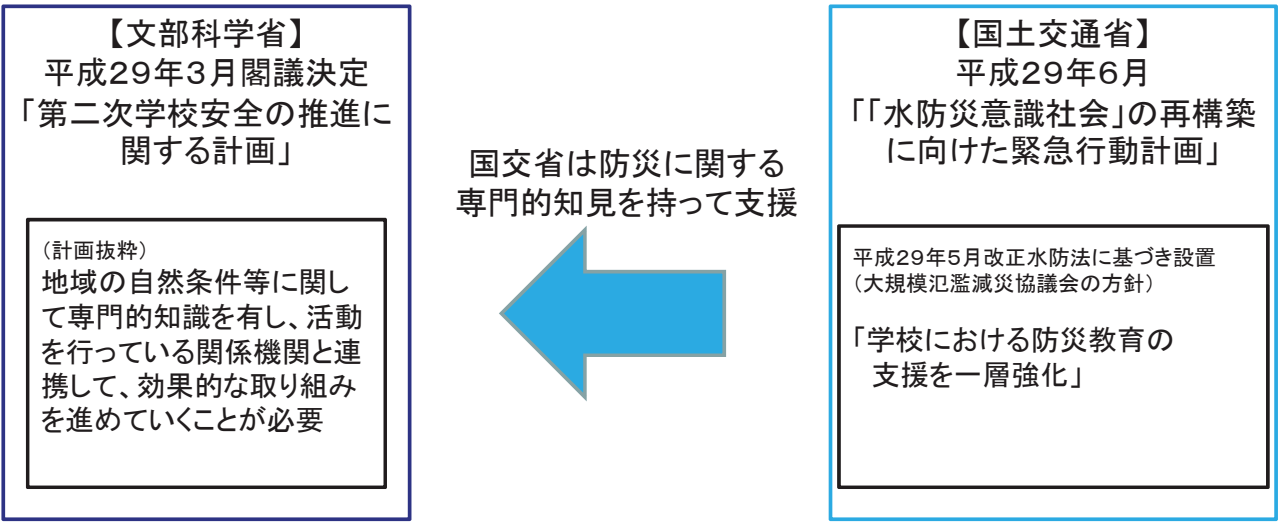 【文部科学省】
平成29年3月閣議決定
「第二次学校安全の推進に
関する計画」
（計画抜粋）
地域の自然条件等に関し
て専門的知識を有し、活動
を行っている関係機関と連
携して、効果的な取り組み
を進めていくことが必要
国交省は防災に関する
専門的知見を持って支援
【国土交通省】
平成29年6月
「「水防災意識社会」の再構築
に向けた緊急行動計画」
平成29年5月改正水防法に基づき設置
（大規模氾濫減災協議会の方針）
「学校における防災教育の
支援を一層強化」